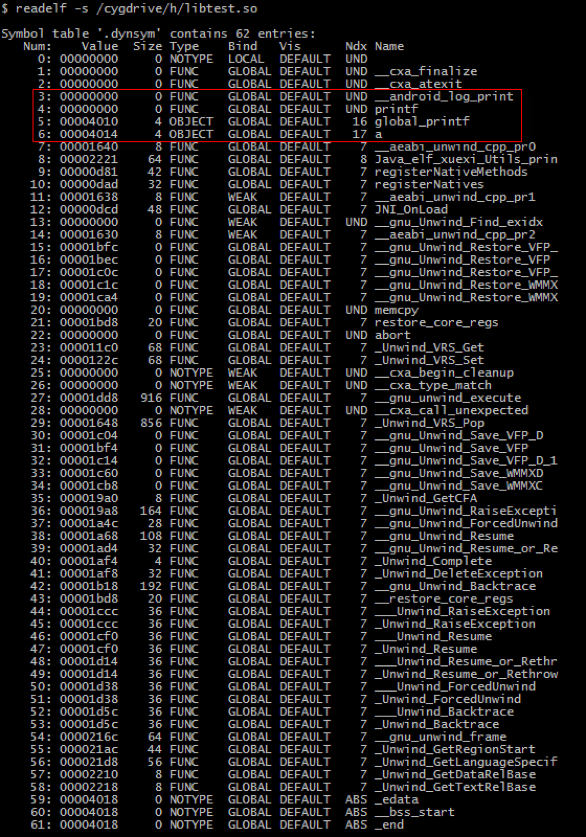 $ readelf -s /cygdrive/h/libtest.so
Symbol table '.dynsym' contains 62 entries:
Num: Value Size Type Bind Vis Ndx Name
0: 00000000 0 NOTYPE LOCAL DEFAULT UND
1: 00000000 0 FUNC GLOBAL DEFAULT UND __cxa_finalize
2: 00000000 0 FUNC GLOBAL DEFAULT UND __cxa_atexit
3: 00000000 0 FUNC GLOBAL DEFAULT UND __android_log_print
4: 00000000 0 FUNC GLOBAL DEFAULT UND printf
5: 00004010 4 OBJECT GLOBAL DEFAULT 16 global_printf
6: 00004014 4 OBJECT GLOBAL DEFAULT 17 a
7: 00001640 8 FUNC GLOBAL DEFAULT 7 __aeabi_unwind_cpp_pr0
8: 00002221 64 FUNC GLOBAL DEFAULT 8 Java_elf_xuexi_Utils_prin
9: 00000d81 42 FUNC GLOBAL DEFAULT 7 registerNativeMethods
10: 00000dad 32 FUNC GLOBAL DEFAULT 7 registerNatives
11: 00001638 8 FUNC WEAK DEFAULT 7 __aeabi_unwind_cpp_pr1
12: 00000dcd 48 FUNC GLOBAL DEFAULT 7 JNI_OnLoad
13: 00000000 0 FUNC WEAK DEFAULT UND __gnu_Unwind_Find_exidx
14: 00001630 8 FUNC WEAK DEFAULT 7 __aeabi_unwind_cpp_pr2
15: 00001bfc 0 FUNC GLOBAL DEFAULT 7 __gnu_Unwind_Restore_VFP_
16: 00001bec 0 FUNC GLOBAL DEFAULT 7 __gnu_Unwind_Restore_VFP
17: 00001c0c 0 FUNC GLOBAL DEFAULT 7 __gnu_Unwind_Restore_VFP_
18: 00001c1c 0 FUNC GLOBAL DEFAULT 7 __gnu_Unwind_Restore_WMMX
19: 00001ca4 0 FUNC GLOBAL DEFAULT 7 __gnu_Unwind_Restore_WMMX
20: 00000000 0 FUNC GLOBAL DEFAULT UND memcpy
21: 00001bd8 20 FUNC GLOBAL DEFAULT 7 restore_core_regs
22: 00000000 0 FUNC GLOBAL DEFAULT UND abort
23: 000011c0 68 FUNC GLOBAL DEFAULT 7 _Unwind_VRS_Get
24: 0000122c 68 FUNC GLOBAL DEFAULT 7 _Unwind_VRS_Set
25: 00000000 0 NOTYPE WEAK DEFAULT UND __cxa_begin_cleanup
26: 00000000 0 NOTYPE WEAK DEFAULT UND __cxa_type_match
27: 00001dd8 916 FUNC GLOBAL DEFAULT 7 __gnu_unwind_execute
28: 00000000 0 NOTYPE WEAK DEFAULT UND __cxa_call_unexpected
29: 00001648 856 FUNC GLOBAL DEFAULT 7 _Unwind_VRS_Pop
30: 00001c04 0 FUNC GLOBAL DEFAULT 7 __gnu_Unwind_Save_VFP_D
31: 00001bf4 0 FUNC GLOBAL DEFAULT 7 __gnu_Unwind_Save_VFP
32: 00001c14 0 FUNC GLOBAL DEFAULT 7 __gnu_Unwind_Save_VFP_D_1
33: 00001c60 0 FUNC GLOBAL DEFAULT 7 __gnu_Unwind_Save_WMMXD
34: 00001cb8 0 FUNC GLOBAL DEFAULT 7 __gnu_Unwind_Save_WMMXC
35: 000019a0 8 FUNC GLOBAL DEFAULT 7 _Unwind_GetCFA
36: 000019a8 164 FUNC GLOBAL DEFAULT 7 __gnu_Unwind_RaiseExcepti
37: 00001a4c 28 FUNC GLOBAL DEFAULT 7 __gnu_Unwind_ForcedUnwind
38: 00001a68 108 FUNC GLOBAL DEFAULT 7 __gnu_Unwind_Resume
39: 00001ad4 32 FUNC GLOBAL DEFAULT 7 __gnu_Unwind_Resume_or_Re
40: 00001af4 4 FUNC GLOBAL DEFAULT 7 _Unwind_Complete
41: 00001af8 32 FUNC GLOBAL DEFAULT 7 _Unwind_DeleteException
42: 00001b18 192 FUNC GLOBAL DEFAULT 7 __gnu_Unwind_Backtrace
43: 00001bd8 20 FUNC GLOBAL DEFAULT 7 __restore_core_regs
44: 00001ccc 36 FUNC GLOBAL DEFAULT 7 ___Unwind_RaiseException
45: 00001ccc 36 FUNC GLOBAL DEFAULT 7 _Unwind_RaiseException
46: 00001cf0 36 FUNC GLOBAL DEFAULT 7 ___Unwind_Resume
47: 00001cf0 36 FUNC GLOBAL DEFAULT 7 _Unwind_Resume
48: 00001d14 36 FUNC GLOBAL DEFAULT 7 ___Unwind_Resume_or_Rethr
49: 00001d14 36 FUNC GLOBAL DEFAULT 7 _Unwind_Resume_or_Rethrow
50: 00001d38 36 FUNC GLOBAL DEFAULT 7 ___Unwind_ForcedUnwind
51: 00001d38 36 FUNC GLOBAL DEFAULT 7 _Unwind_ForcedUnwind
52: 00001d5c 36 FUNC GLOBAL DEFAULT 7 ___Unwind_Backtrace
53: 00001d5c 36 FUNC GLOBAL DEFAULT 7 _Unwind_Backtrace
54: 0000216c 64 FUNC GLOBAL DEFAULT 7 __gnu_unwind_frame
55: 000021ac 44 FUNC GLOBAL DEFAULT 7 _Unwind_GetRegionStart
56: 000021d8 56 FUNC GLOBAL DEFAULT 7 _Unwind_GetLanguageSpecif
57: 00002210 8 FUNC GLOBAL DEFAULT 7 _Unwind_GetDataRelBase
58: 00002218 8 FUNC GLOBAL DEFAULT 7 _Unwind_GetTextRelBase
59: 00004018 0 NOTYPE GLOBAL DEFAULT ABS _edata
60: 00004018 0 NOTYPE GLOBAL DEFAULT ABS __bss_start
61: 00004018 0 NOTYPE GLOBAL DEFAULT ABS _end